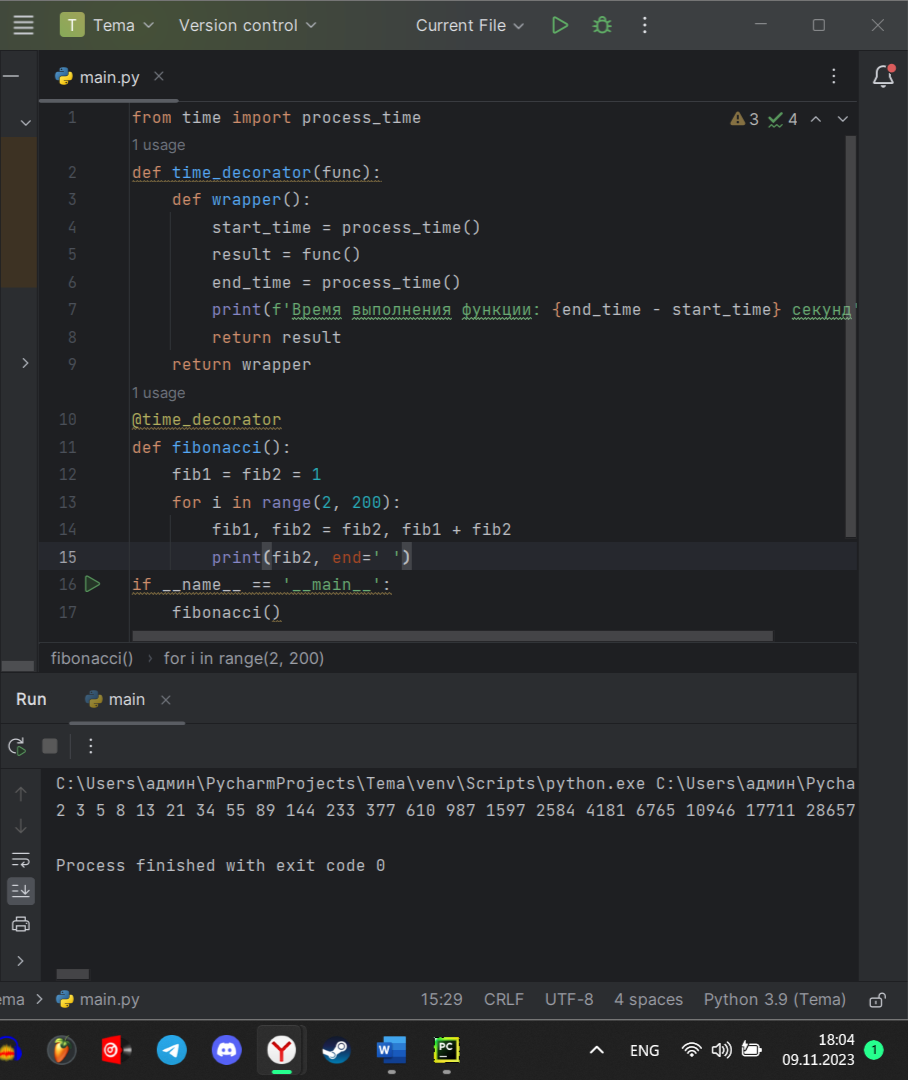 T Tema Version control Current File
main.py
1 from time import process_time
3 4
1 usage
2 def time_decorator(func):
3 def wrapper():
4 start_time = process_time()
5 result = func()
6 end_time = process_time()
7 print(f'Время выполнения функции: {end_time - start_time} секунд'
8 return result
9 return wrapper
1 usage
10 @time_decorator
11 def fibonacci():
12 fib1 = fib2 = 1
13 for i in range(2, 200):
14 fib1, fib2 = fib2, fib1 + fib2
15 print(fib2, end=' ')
16 if __name__ == '__main__':
17 fibonacci()
fibonacci() › for i in range(2, 200)
Run main
C:\Users\админ\PycharmProjects\Tema\venv\Scripts\python.exe C:\Users\админ\Pycha
2 3 5 8 13 21 34 55 89 144 233 377 610 987 1597 2584 4181 6765 10946 17711 28657
Process finished with exit code 0
ema > main.py 15:29 CRLF UTF-8 4 spaces Python 3.9 (Tema)
W PC ENG 18:04
09.11.2023 1